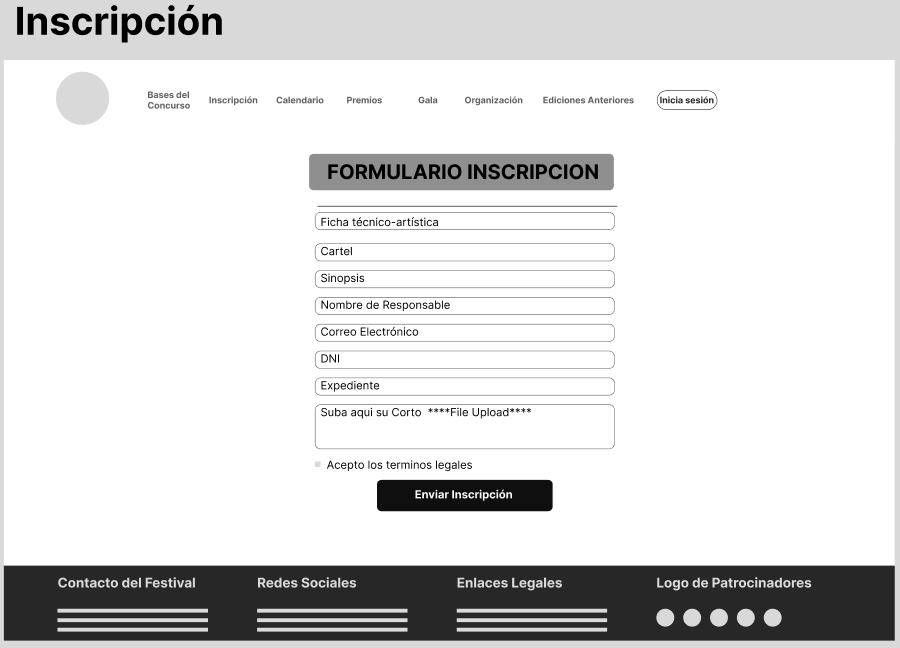 Inscripción
Bases del
Concurso
Inscripción
Calendario
Premios
Gala
Organización
Ediciones Anteriores
Inicia sesión
FORMULARIO INSCRIPCION
Ficha técnico-artística
Cartel
Sinopsis
Nombre de Responsable
Correo Electrónico
DNI
Expediente
Suba aqui su Corto  ****File Upload****
Acepto los terminos legales
Enviar Inscripción
Contacto del Festival
Redes Sociales
Enlaces Legales
Logo de Patrocinadores